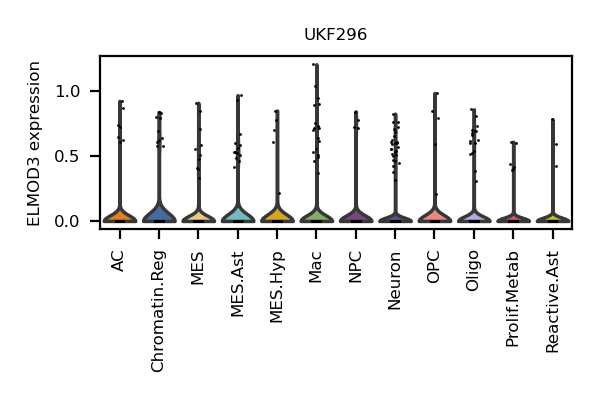 UKF296
ELMOD3 expression
1.0
0.5
0.0
AC
Chromatin.Reg
MES
MES.Ast
MES.Hyp
Mac
NPC
Neuron
OPC
Oligo
Prolif.Metab
Reactive.Ast